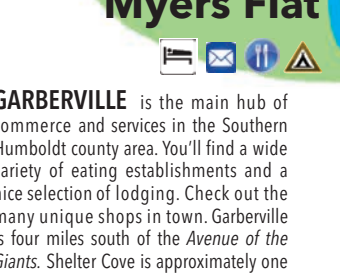 Myers Flat
GARBERVILLE is the main hub of
commerce and services in the Southern
Humboldt county area. You'll find a wide
variety of eating establishments and a
nice selection of lodging. Check out the
many unique shops in town. Garberville
is four miles south of the Avenue of the
Giants. Shelter Cove is approximately one